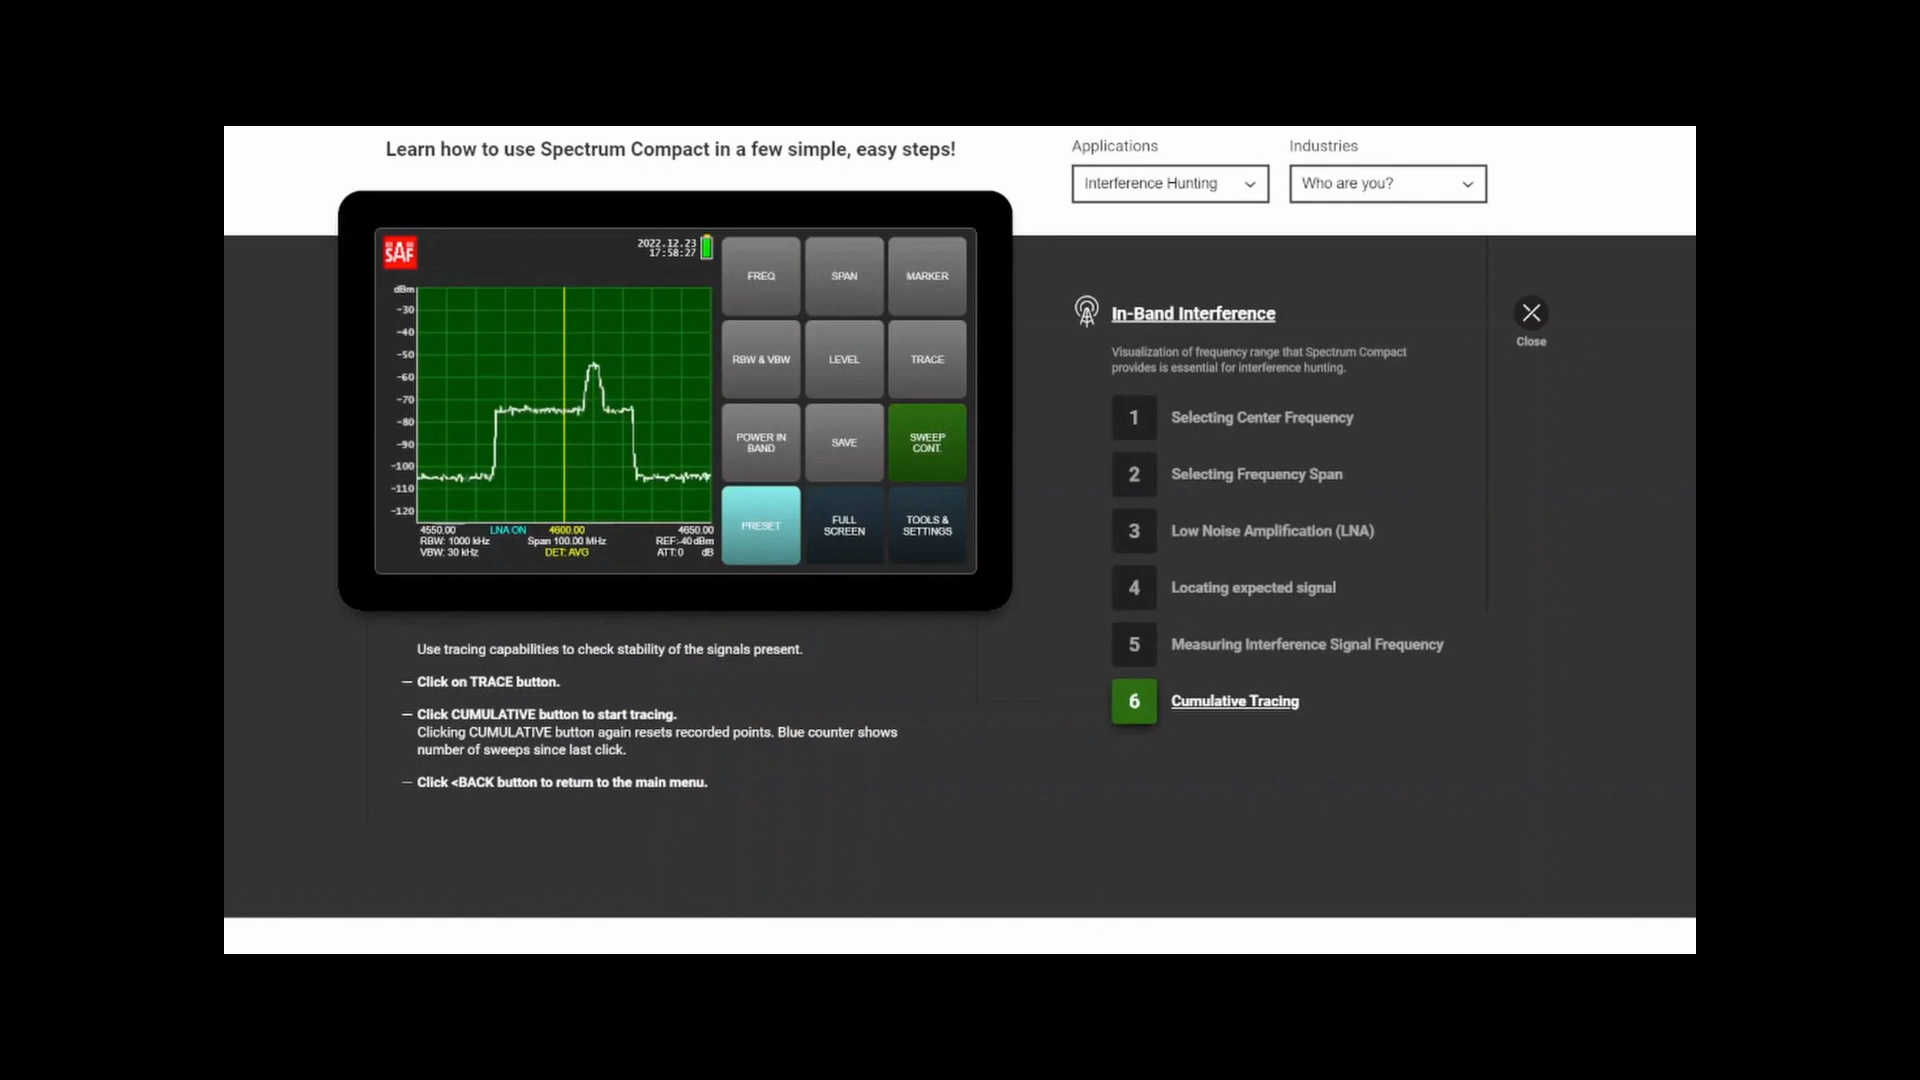 Learn how to use Spectrum Compact in a few simple, easy steps!
Applications
Industries
Interference Hunting
Who are you?
SAF
2022.12.23
17:58:27
dBm
-30
-40
-50
-60
-70
-80
-90
-100
-110
-120
4550.00
LNA ON
4600.00
4650.00
RBW: 1000 kHz
Span 100.00 MHz
REF:-40 dBm
VBW: 30 kHz
DET: AVG
ATT:0 dB
FREQ
SPAN
MARKER
RBW & VBW
LEVEL
TRACE
POWER IN
BAND
SAVE
SWEEP
CONT.
PRESET
FULL
SCREEN
TOOLS &
SETTINGS
In-Band Interference
Close
Visualization of frequency range that Spectrum Compact
provides is essential for interference hunting.
1 Selecting Center Frequency
2 Selecting Frequency Span
3 Low Noise Amplification (LNA)
4 Locating expected signal
5 Measuring Interference Signal Frequency
6 Cumulative Tracing
Use tracing capabilities to check stability of the signals present.
— Click on TRACE button.
— Click CUMULATIVE button to start tracing.
Clicking CUMULATIVE button again resets recorded points. Blue counter shows
number of sweeps since last click.
— Click <BACK button to return to the main menu.